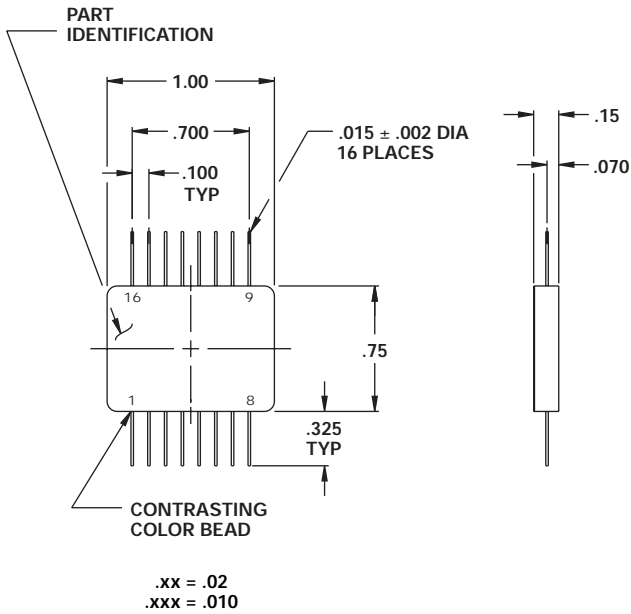 PART
IDENTIFICATION
1.00
.700
.015 ± .002 DIA
16 PLACES
.15
.100
TYP
.070
16
9
.75
1
8
.325
TYP
CONTRASTING
COLOR BEAD
.xx = .02
.xxx = .010